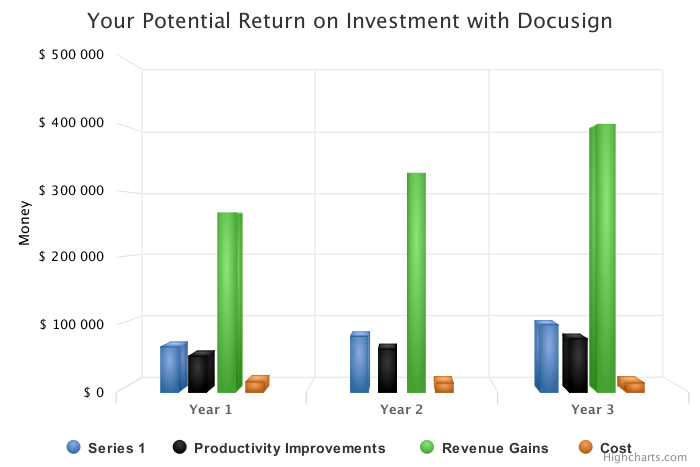 Your Potential Return on Investment with Docusign
$ 500 000
$ 400 000
$ 300 000
$ 200 000
$ 100 000
$ 0
Money
Year 1
Year 2
Year 3
Series 1
Productivity Improvements
Revenue Gains
Cost
Highcharts.com